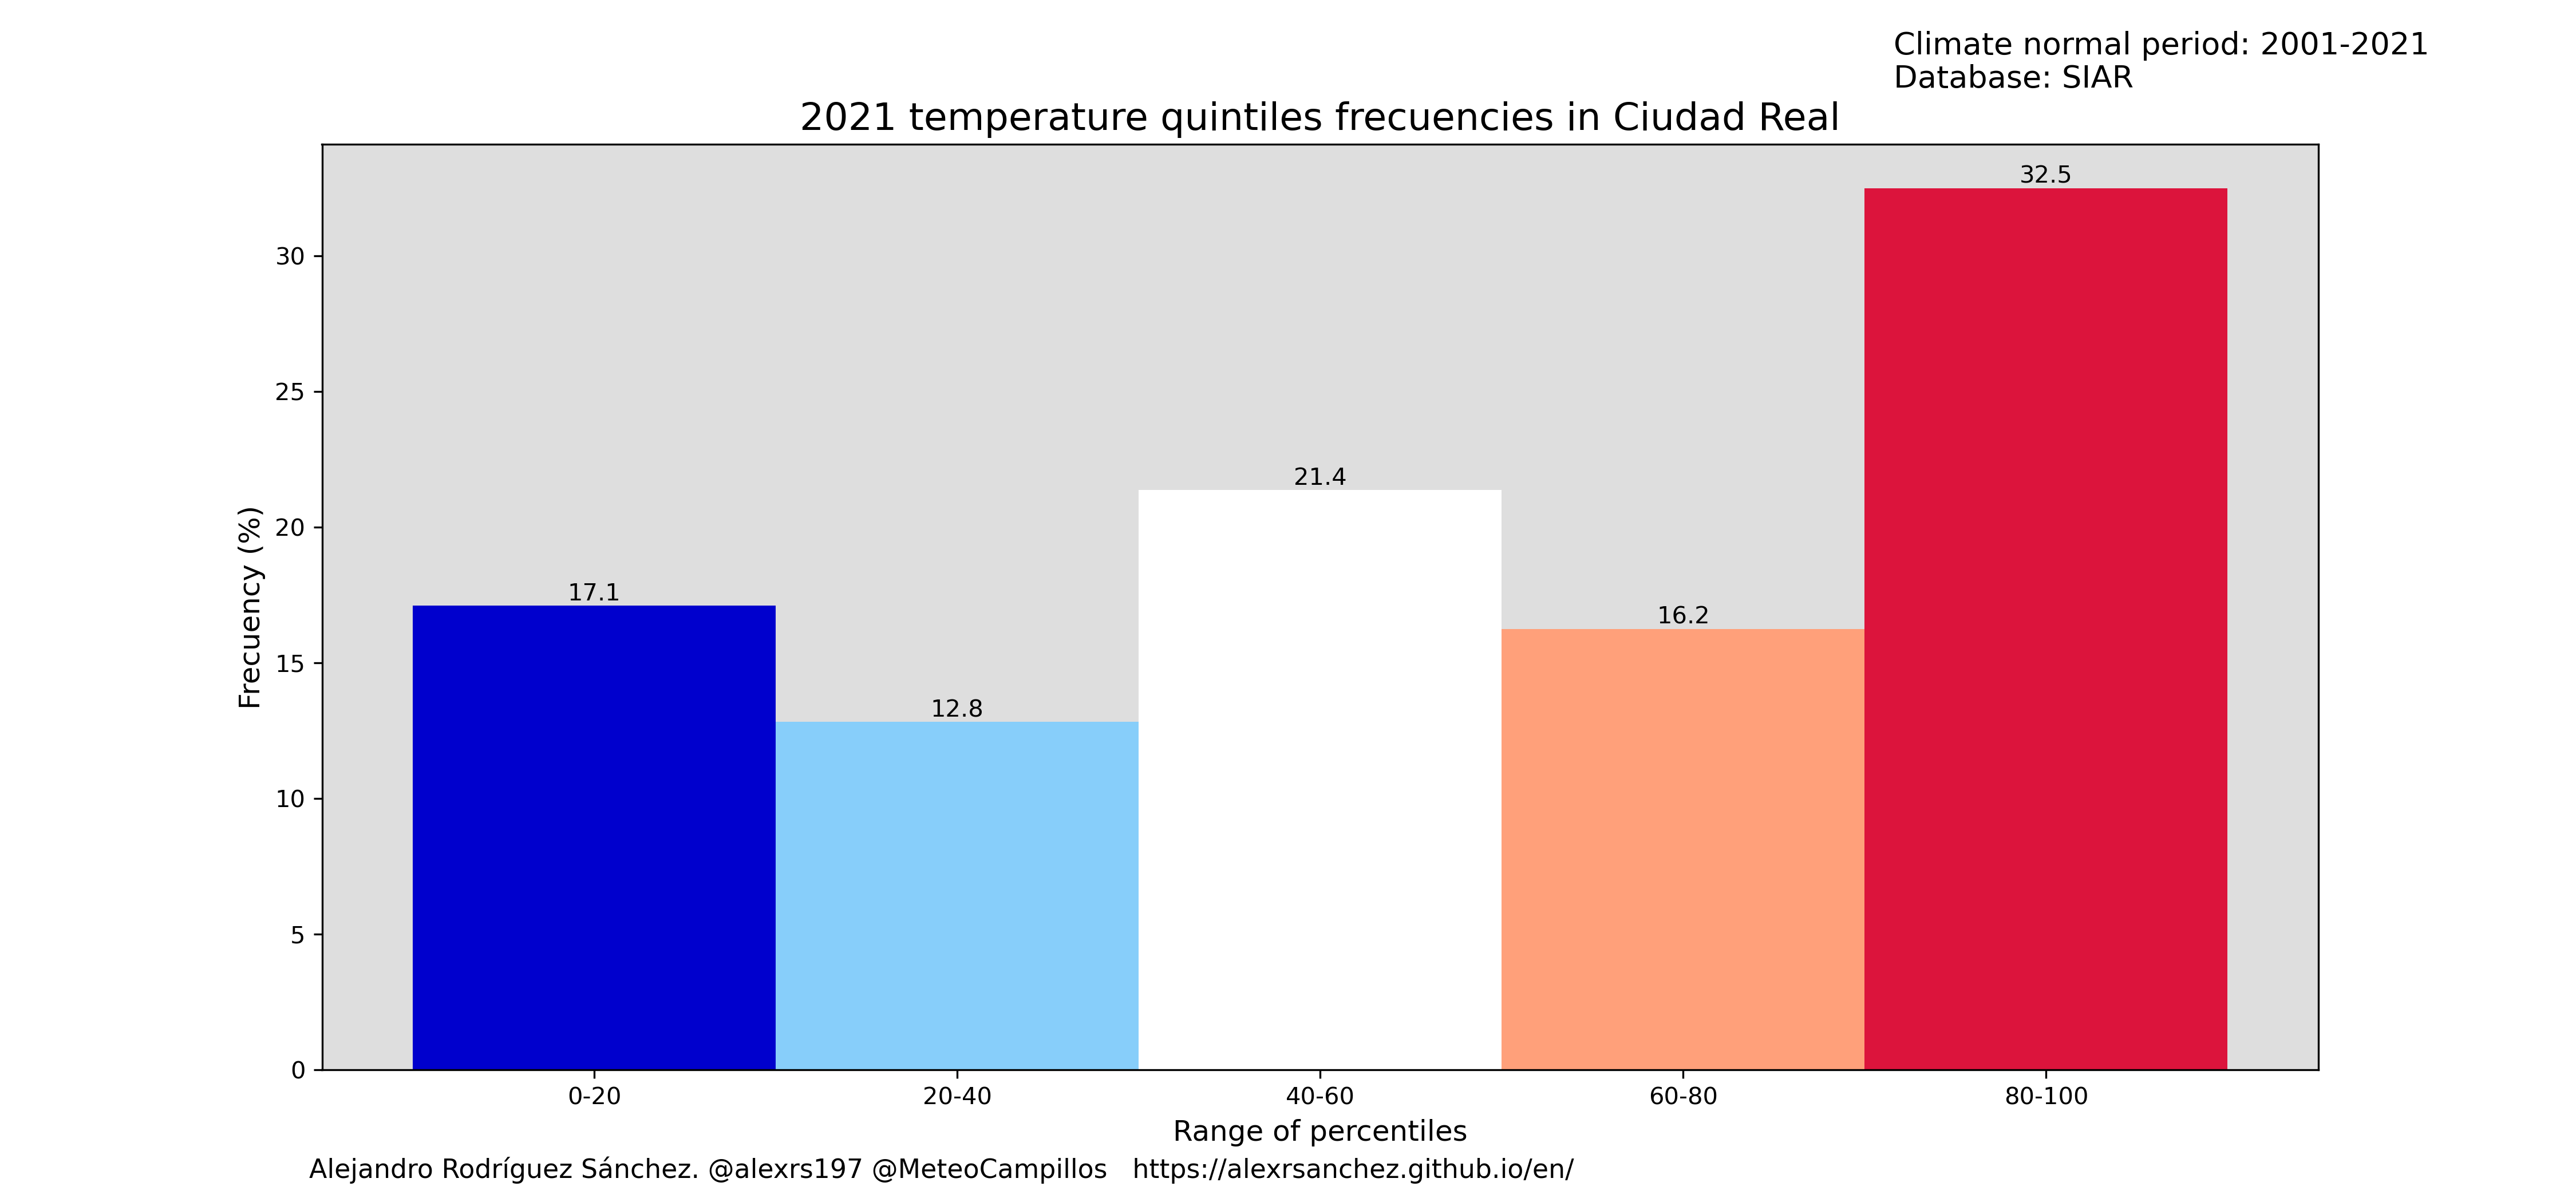 Climate normal period: 2001-2021
Database: SIAR
2021 temperature quintiles frecuencies in Ciudad Real
Frecuency (%)
30
25
20
15
10
5
0
17.1
12.8
21.4
16.2
32.5
0-20
20-40
40-60
60-80
80-100
Range of percentiles
Alejandro Rodríguez Sánchez. @alexrs197 @MeteoCampillos   https://alexrsanchez.github.io/en/